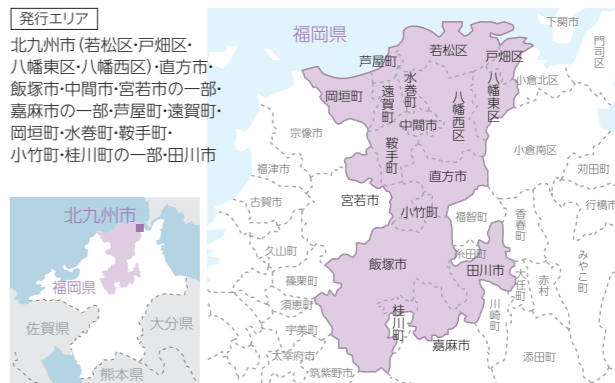 発行エリア
北九州市(若松区・戸畑区・
八幡東区・八幡西区)・直方市・
飯塚市・中間市・宮若市の一部・
嘉麻市の一部・芦屋町・遠賀町・
岡垣町・水巻町・鞍手町・
小竹町・桂川町の一部・田川市
福岡県
下関市
門司区
若松区
戸畑区
芦屋町
小倉北区
岡垣町
遠賀町
水巻町
八幡西区
八幡東区
中間市
宗像市
鞍手町
小倉南区
苅田町
福津市
直方市
行橋市
古賀市
宮若市
小竹町
福智町
香春町
みやこ町
久山町
飯塚市
糸田町
田川市
大任町
赤村
篠栗町
須恵町
桂川町
川崎町
宇美町
嘉麻市
添田町
太宰府市
筑紫野市
北九州市
福岡県
佐賀県
大分県
熊本県